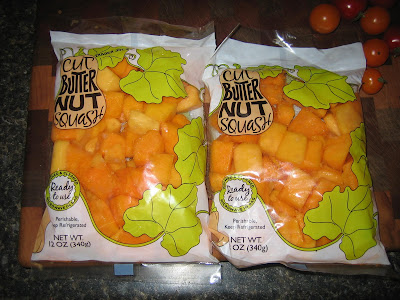 CUT
BUTTER
NUT
SQUASH
Ready
to use
Perishable,
Keep Refrigerated
NET WT.
12 OZ (340g)
CUT
BUTTER
NUT
SQUASH
Ready
to use
Perishable,
Keep Refrigerated
NET WT.
12 OZ (340g)